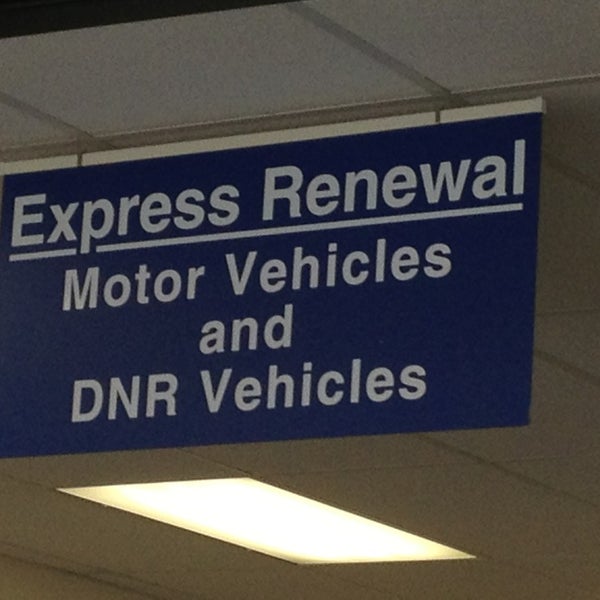 Express Renewal
Motor Vehicles
and
DNR Vehicles